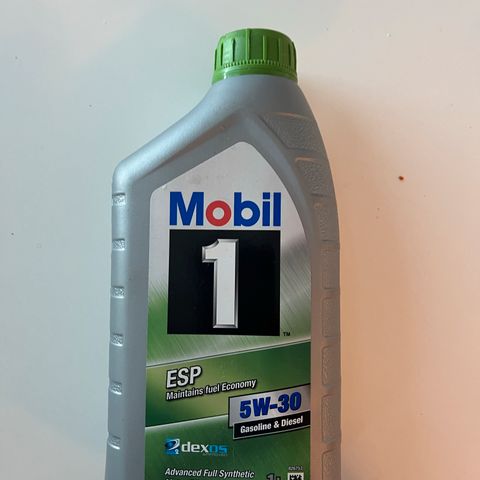 Mobil
1
TM
ESP
Maintains fuel Economy
5W-30
Gasoline & Diesel
dexos
Advanced Full Synthetic